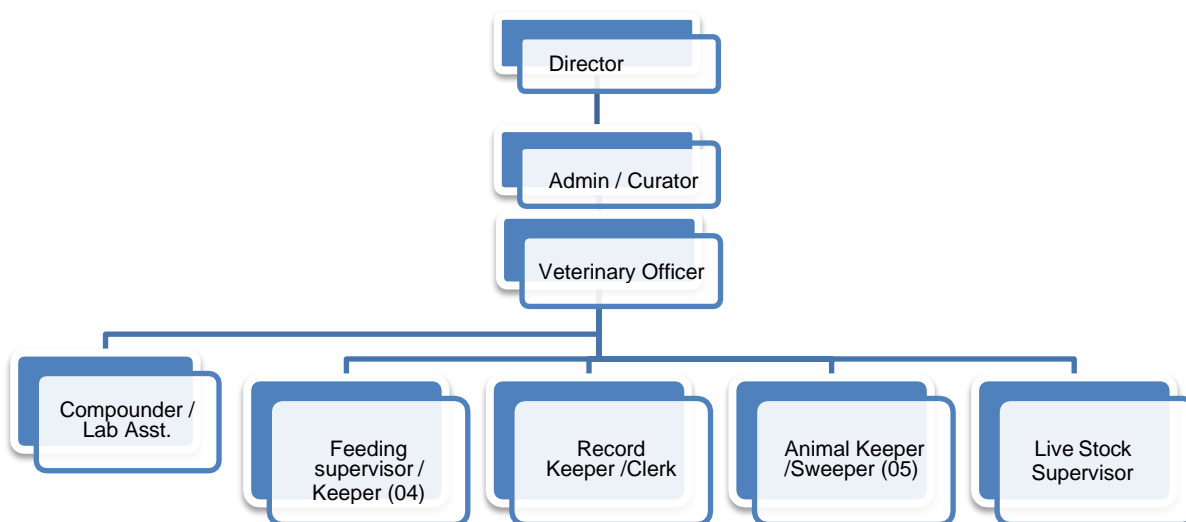 Director
Admin / Curator
Veterinary Officer
Compounder /
Lab Asst.
Feeding
supervisor /
Keeper (04)
Record
Keeper /Clerk
Animal Keeper
/Sweeper (05)
Live Stock
Supervisor